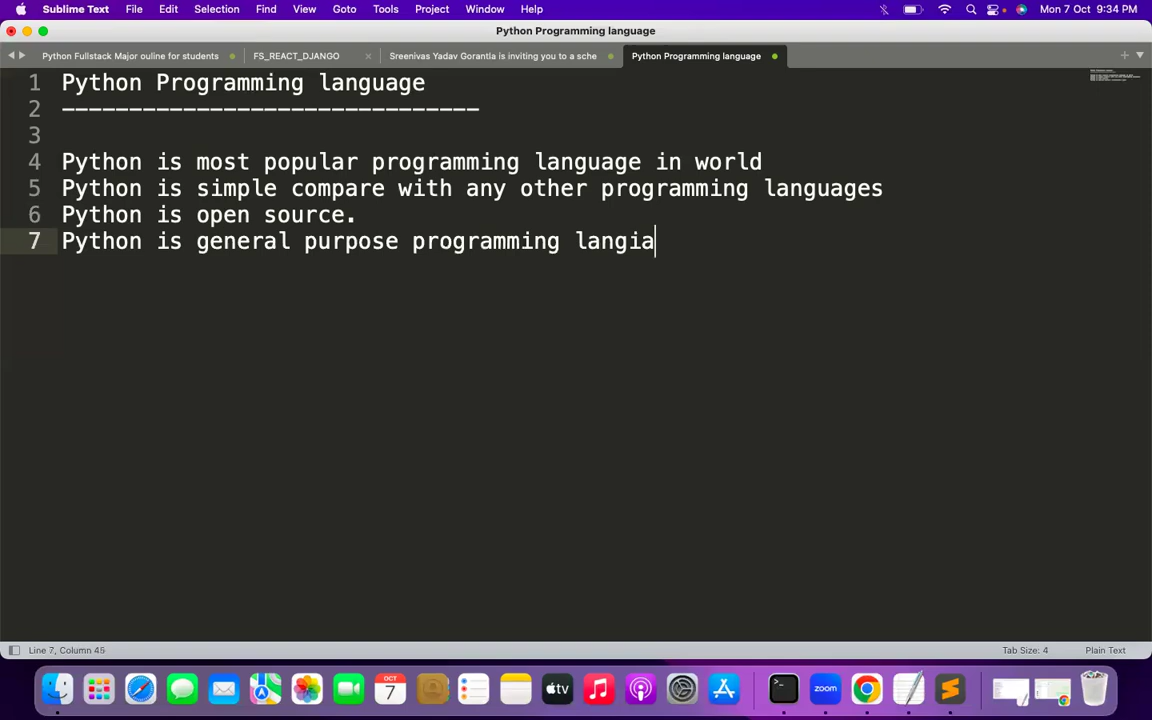 Sublime Text File Edit Selection Find View Goto Tools Project Window Help Mon 7 Oct 9:34 PM
Python Programming language
Python Fullstack Major ouline for students FS_REACT_DJANGO Sreenivas Yadav Gorantla is inviting you to a sche Python Programming language
1 Python Programming language
2 -------------------------------
3
4 Python is most popular programming language in world
5 Python is simple compare with any other programming languages
6 Python is open source.
7 Python is general purpose programming langia
Line 7, Column 45 Tab Size: 4 Plain Text
OCT
7 tv zoom